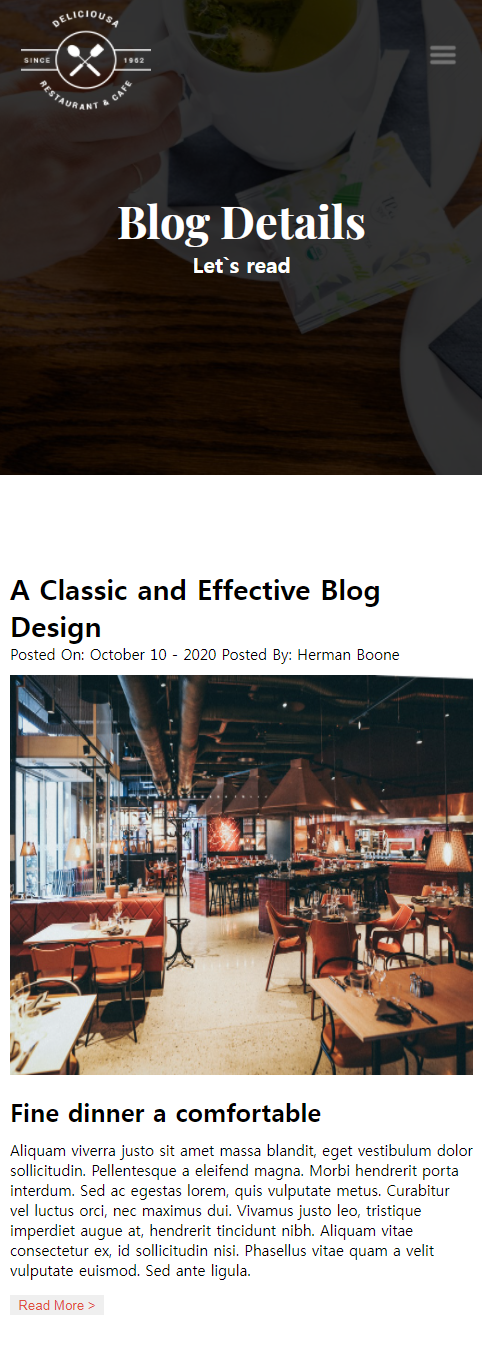 DELICIOUSA
SINCE 1962
RESTAURANT & CAFE
Blog Details
Let`s read
A Classic and Effective Blog
Design
Posted On: October 10 - 2020 Posted By: Herman Boone
Fine dinner a comfortable
Aliquam viverra justo sit amet massa blandit, eget vestibulum dolor
sollicitudin. Pellentesque a eleifend magna. Morbi hendrerit porta
interdum. Sed ac egestas lorem, quis vulputate metus. Curabitur
vel luctus orci, nec maximus dui. Vivamus justo leo, tristique
imperdiet augue at, hendrerit tincidunt nibh. Aliquam vitae
consectetur ex, id sollicitudin nisi. Phasellus vitae quam a velit
vulputate euismod. Sed ante ligula.
Read More >